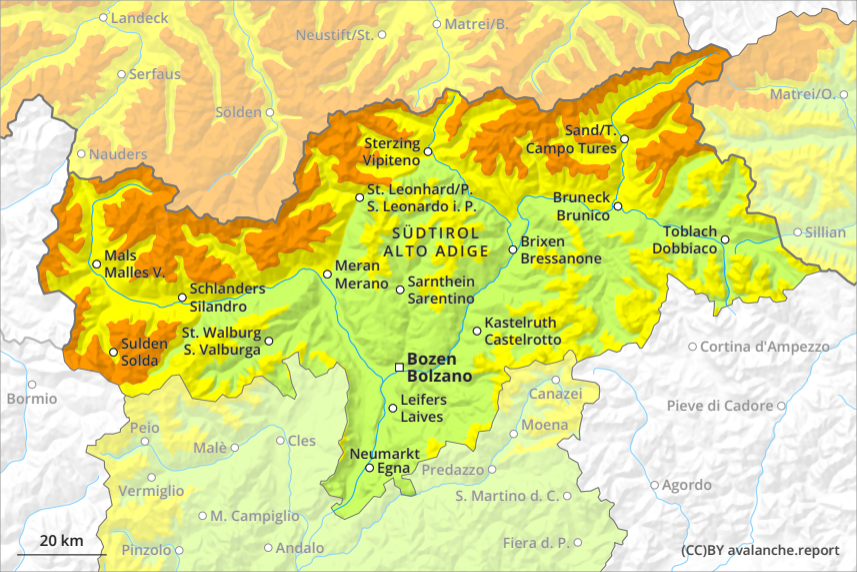 Landeck
Matrei/B.
Neustift/St.
Serfaus
Matrei/O.
Sölden
Sand/T.
Campo Tures
Sterzing
Vipiteno
Nauders
St. Leonhard/P.
S. Leonardo i. P.
Bruneck
Brunico
SÜDTIROL
ALTO ADIGE
Toblach
Dobbiaco
Sillian
Brixen
Bressanone
Mals
Malles V.
Meran
Merano
Sarnthein
Sarentino
Schlanders
Silandro
Kastelruth
Castelrotto
St. Walburg
S. Valburga
Sulden
Solda
Cortina d'Ampezzo
Bozen
Bolzano
Bormio
Canazei
Leifers
Laives
Pieve di Cadore
Peio
Moena
Cles
Malè
Neumarkt
Egna
Predazzo
Vermiglio
Agordo
S. Martino d. C.
M. Campiglio
20 km
Pinzolo
Andalo
Fiera d. P.
(CC)BY avalanche.report